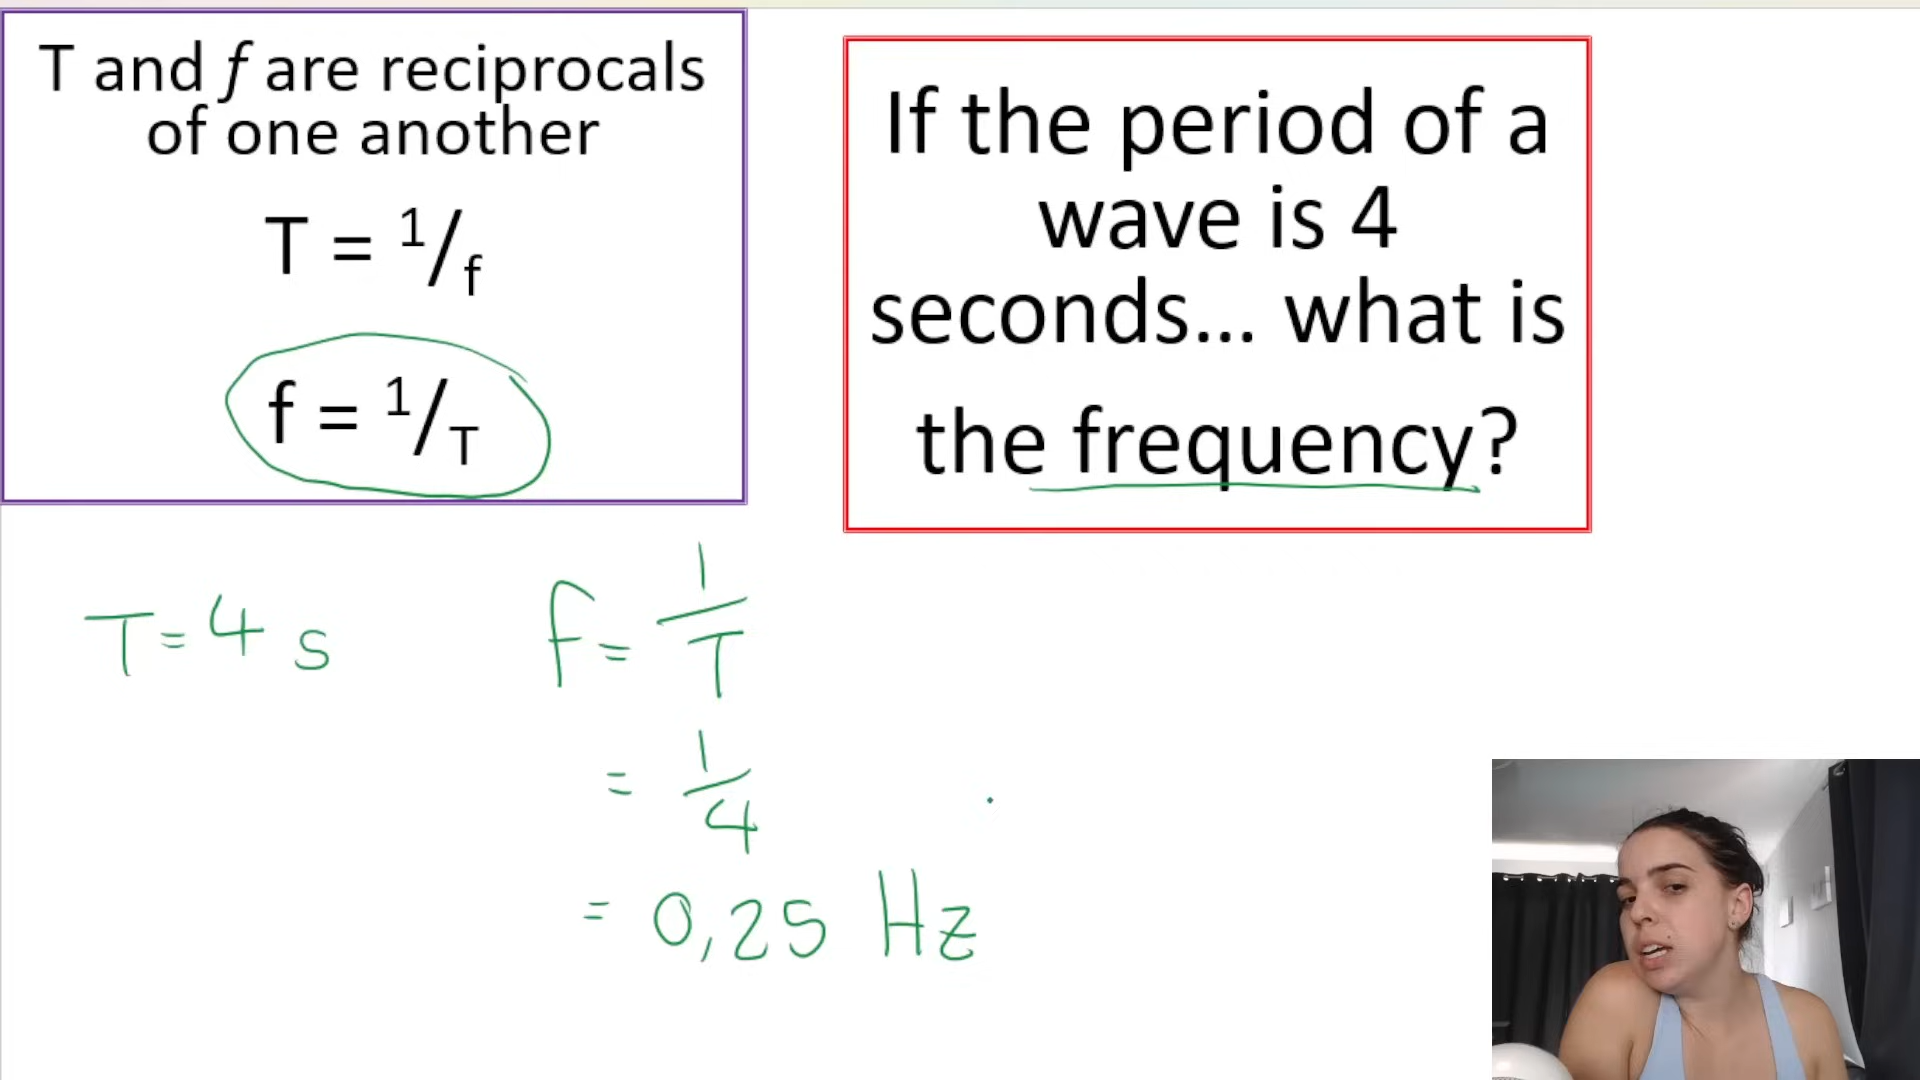 T and f are reciprocals
of one another
T = 1/f
f = 1/T
If the period of a
wave is 4
seconds... what is
the frequency?
T = 4 s
f = 1/T
= 1/4
= 0,25 Hz